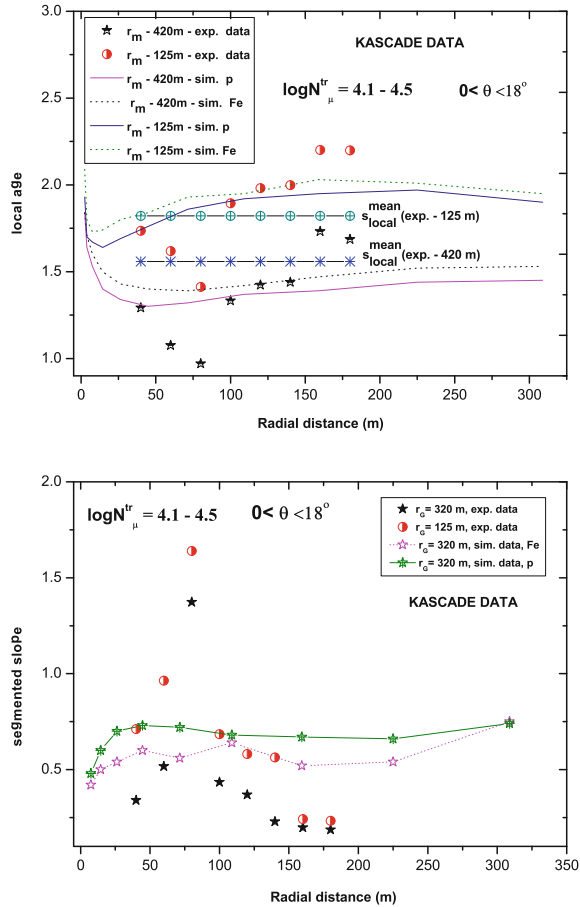 3.0
2.5
2.0
1.5
1.0
local age
r_m - 420m - exp. data
r_m - 125m - exp. data
r_m - 420m - sim. p
r_m - 420m - sim. Fe
r_m - 125m - sim. p
r_m - 125m - sim. Fe
KASCADE DATA
logN^tr_μ = 4.1 - 4.5 0< θ <18°
s^mean_local (exp. - 125 m)
s^mean_local (exp. - 420 m)
0 50 100 150 200 250 300
Radial distance (m)
2.0
1.5
1.0
0.5
segmented slope
logN^tr_μ = 4.1 - 4.5 0< θ <18°
r_G= 320 m, exp. data
r_G= 125 m, exp. data
r_G= 320 m, sim. data, Fe
r_G= 320 m, sim. data, p
KASCADE DATA
0 50 100 150 200 250 300 350
Radial distance (m)